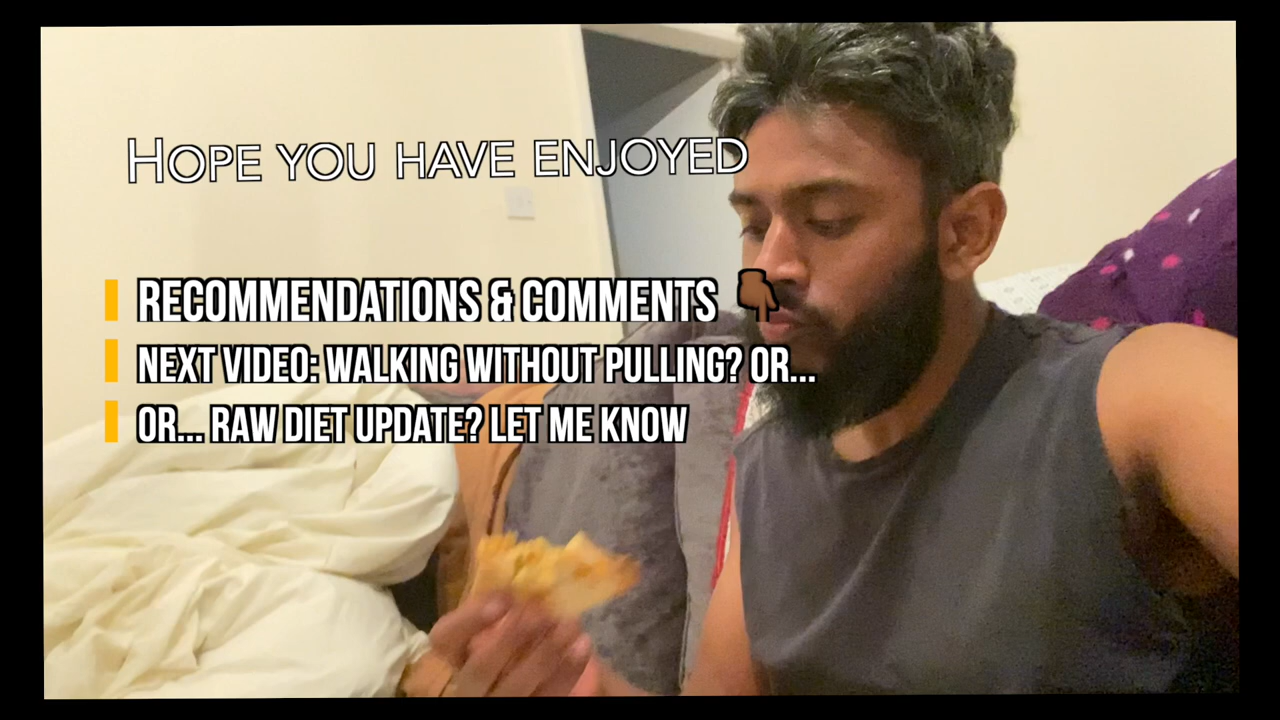 HOPE YOU HAVE ENJOYED
RECOMMENDATIONS & COMMENTS 👇🏾
NEXT VIDEO: WALKING WITHOUT PULLING? OR...
OR... RAW DIET UPDATE? LET ME KNOW